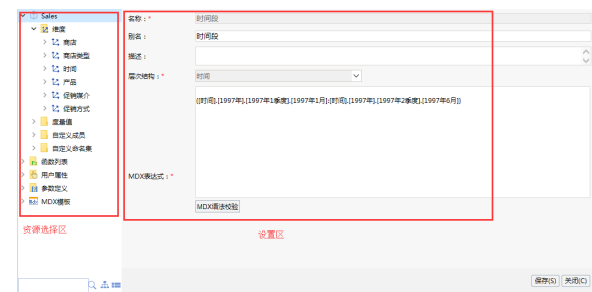 Sales
维度
商店
商店类型
时间
产品
促销媒介
促销方式
度量值
自定义成员
自定义命名集
函数列表
用户属性
参数定义
MDX模板
资源选择区
名称：* 时间段
别名： 时间段
描述：
层次结构：* 时间
{[时间].[1997年].[1997年1季度].[1997年1月]:[时间].[1997年].[1997年2季度].[1997年6月]}
MDX表达式：*
MDX语法校验
设置区
保存(S) 关闭(C)